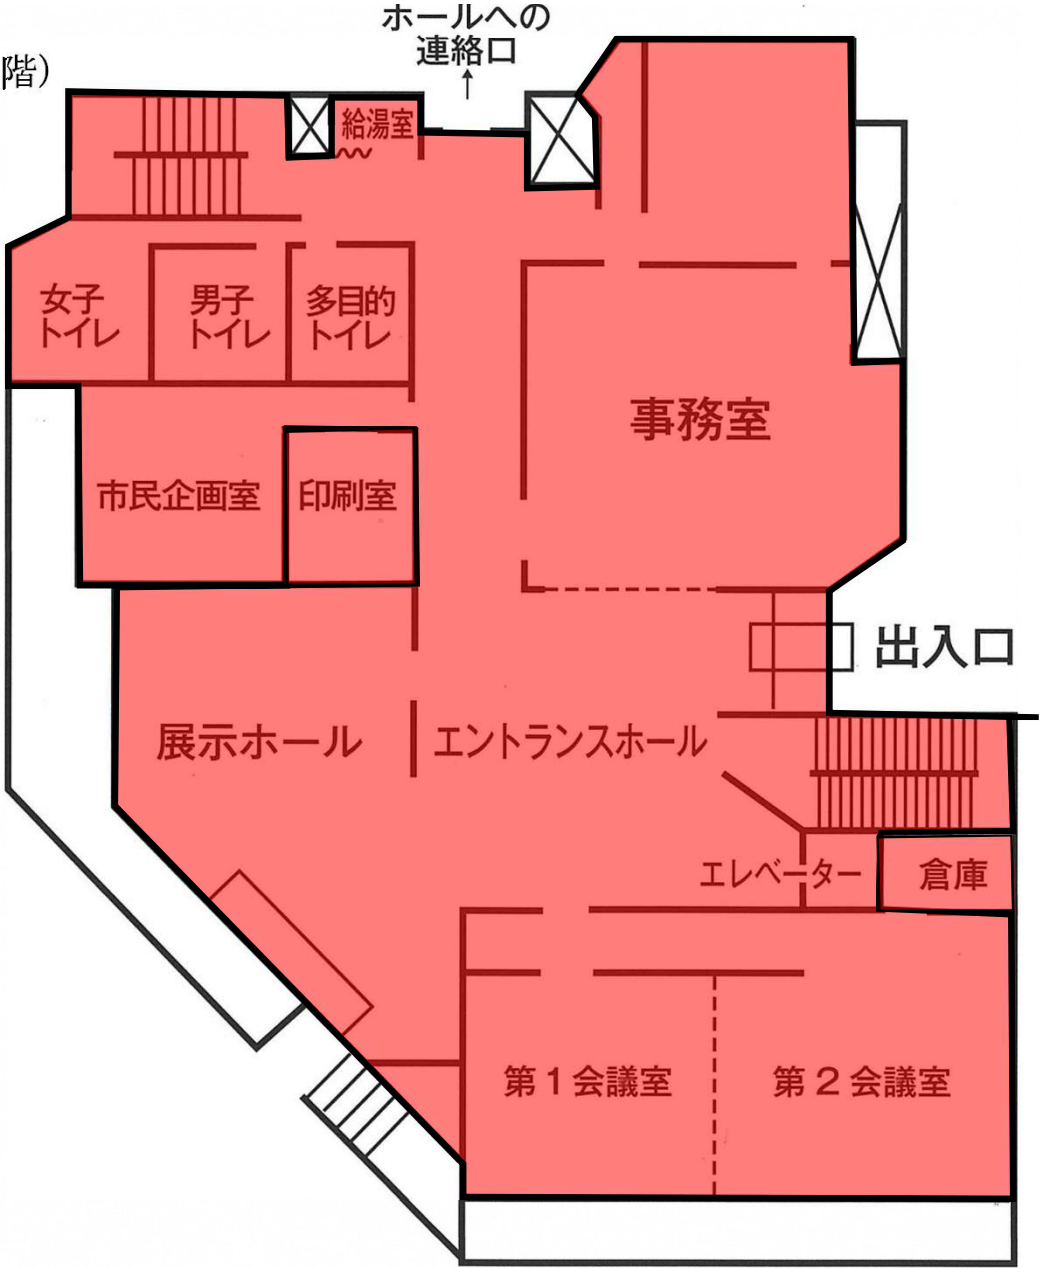 ホールへの
連絡口
↑
階)
給湯室
女子
トイレ
男子
トイレ
多目的
トイレ
事務室
市民企画室
印刷室
出入口
展示ホール
エントランスホール
エレベーター
倉庫
第1会議室
第2会議室